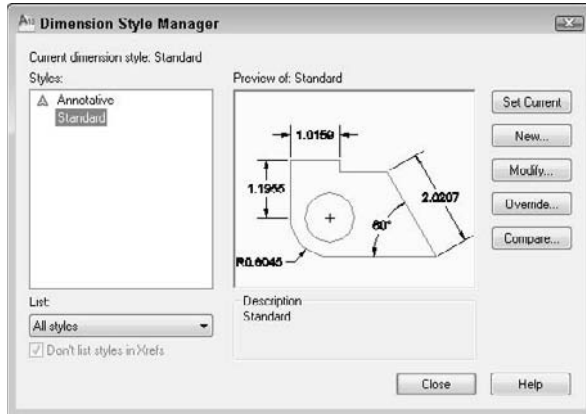 Dimension Style Manager
Current dimension style: Standard
Styles:
Annotative
Standard
List:
All styles
Don't list styles in Xrefs
Preview of: Standard
1.0159
1.1955
2.0207
60°
R0.6045
Description
Standard
Set Current
New...
Modify...
Override...
Compare...
Close
Help